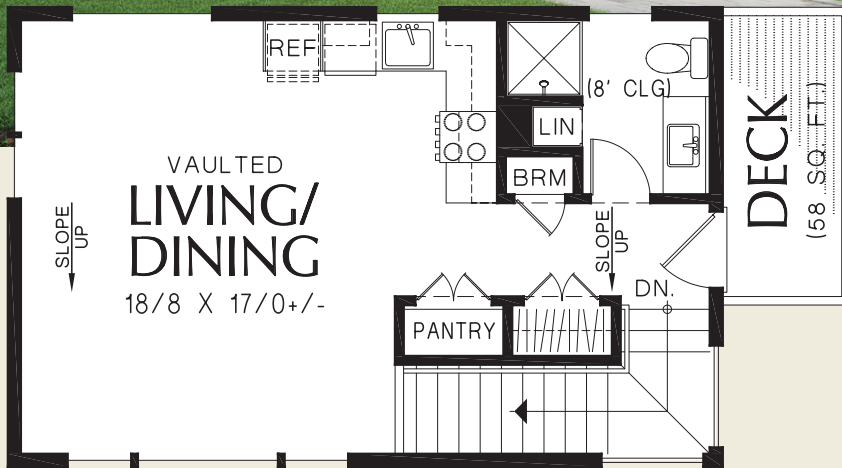 REF
(8' CLG)
LIN
BRM
VAULTED
LIVING/
DINING
18/8 X 17/0+/-
SLOPE
UP
SLOPE
UP
DN.
PANTRY
DECK
(58 SQ. FT.)